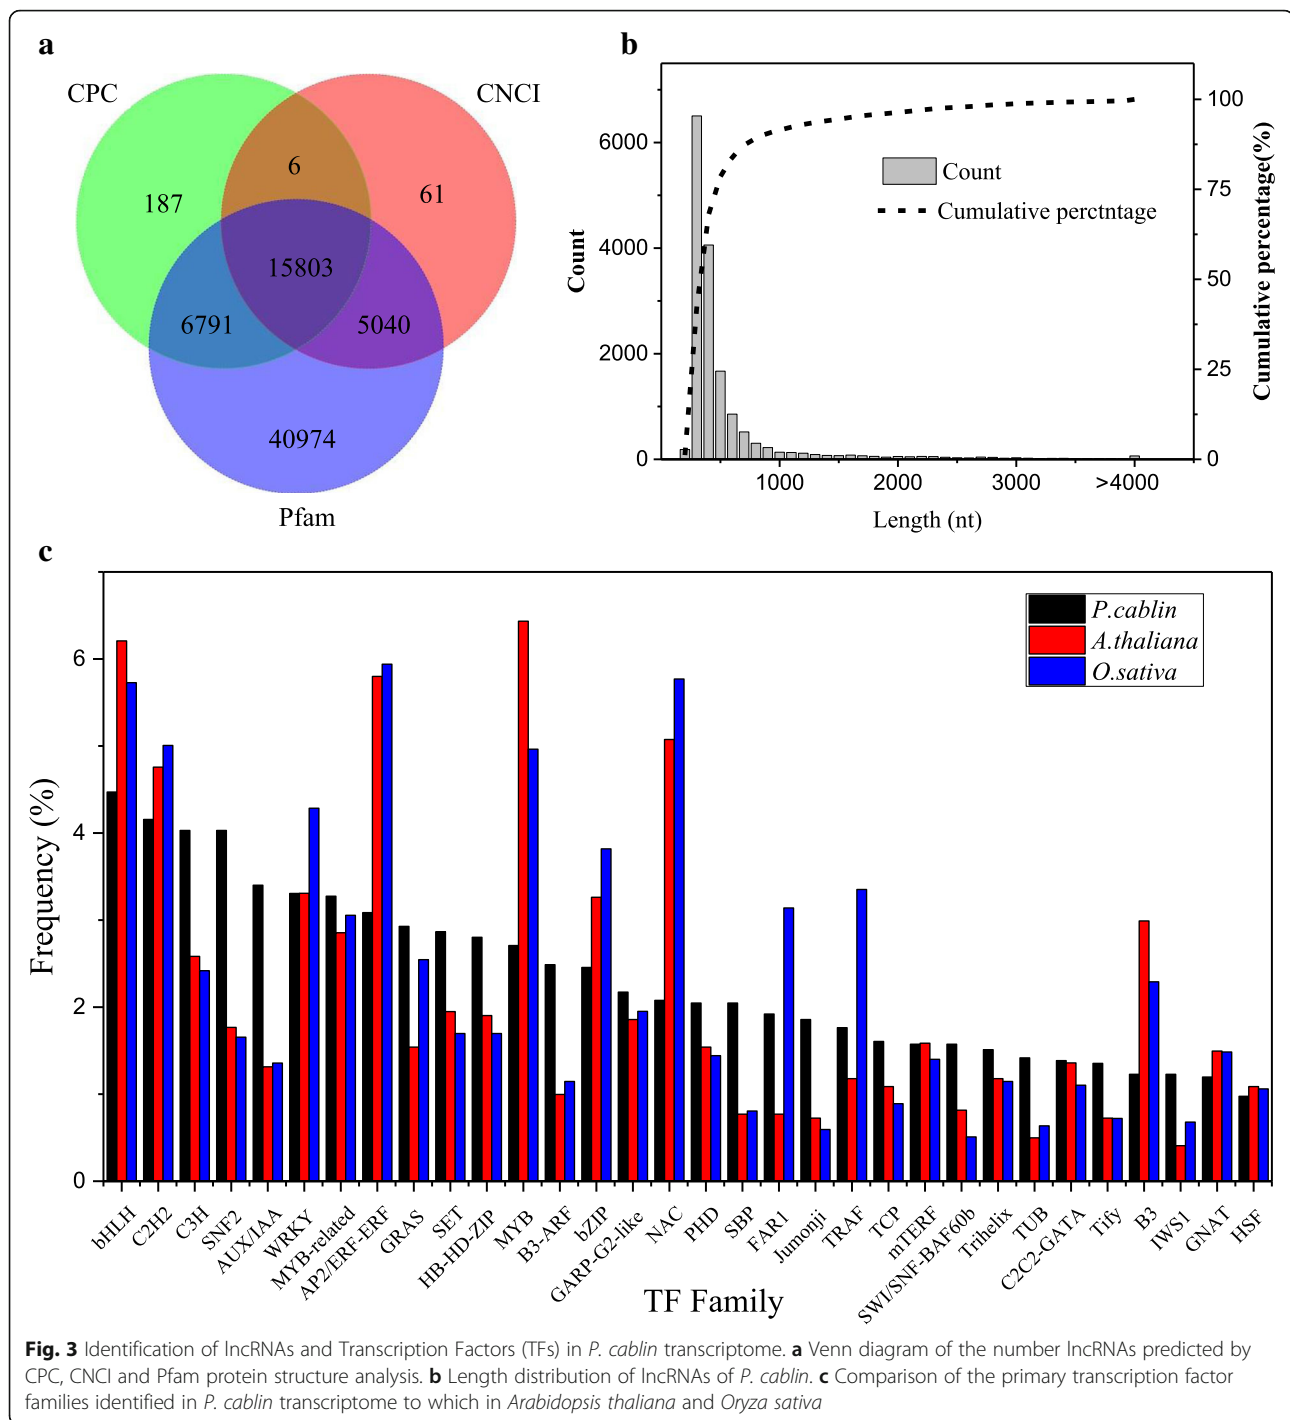 a
CPC
CNCI
6
187
61
15803
6791
5040
40974
Pfam
b
6000
4000
2000
0
Count
100
75
50
25
0
Cumulative percentage(%)
Count
Cumulative perctntage
1000
2000
3000
>4000
Length (nt)
c
P.cablin
A.thaliana
O.sativa
6
4
2
0
Frequency (%)
bHLH
C2H2
C3H
SNF2
AUX/IAA
WRKY
MYB-related
AP2/ERF-ERF
GRAS
SET
HB-HD-ZIP
MYB
B3-ARF
bZIP
GARP-G2-like
NAC
PHD
SBP
FAR1
Jumonji
TRAF
TCP
mTERF
SWI/SNF-BAF60b
Trihelix
TUB
C2C2-GATA
Tify
B3
IWS1
GNAT
HSF
TF Family
Fig. 3 Identification of lncRNAs and Transcription Factors (TFs) in P. cablin transcriptome. a Venn diagram of the number lncRNAs predicted by
CPC, CNCI and Pfam protein structure analysis. b Length distribution of lncRNAs of P. cablin. c Comparison of the primary transcription factor
families identified in P. cablin transcriptome to which in Arabidopsis thaliana and Oryza sativa